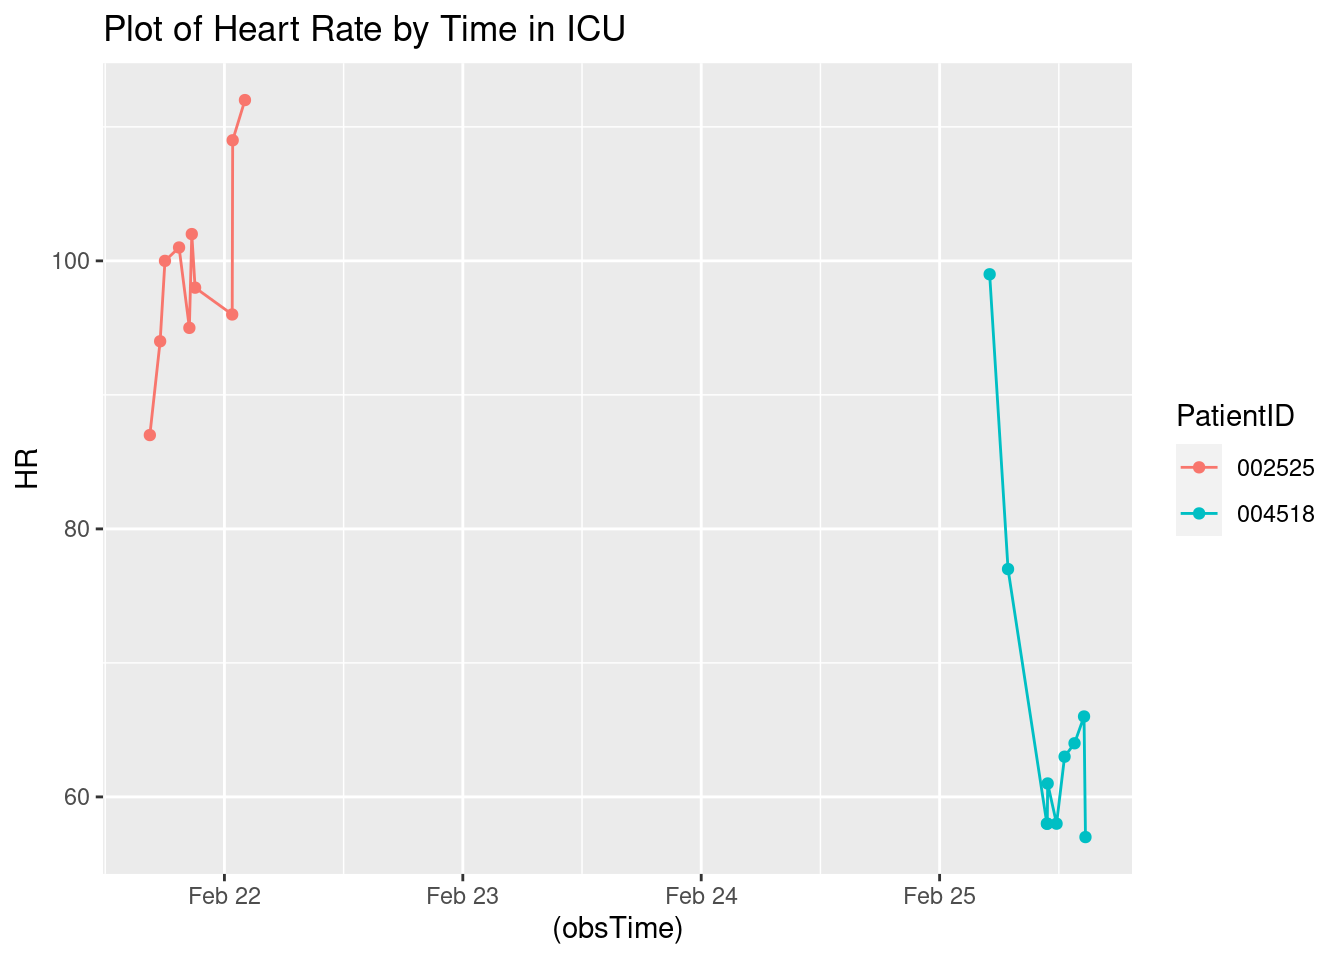 Plot of Heart Rate by Time in ICU
100
80
60
HR
Feb 22
Feb 23
Feb 24
Feb 25
(obsTime)
PatientID
002525
004518